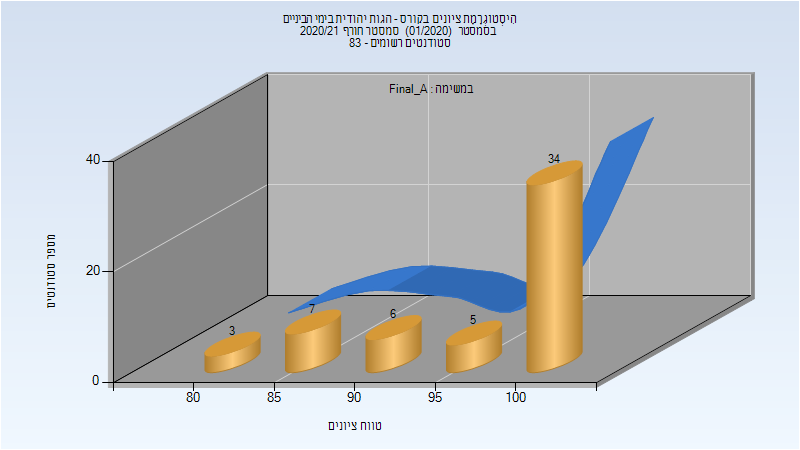 היסטוגרמת ציונים בקורס - הגות יהודית בימי הביניים
בסמסטר (01/2020) סמסטר חורף 2020/21
סטודנטים רשומים - 83
במשימה : Final_A
מספר סטודנטים
40
20
0
3
7
6
5
34
80
85
90
95
100
טווח ציונים